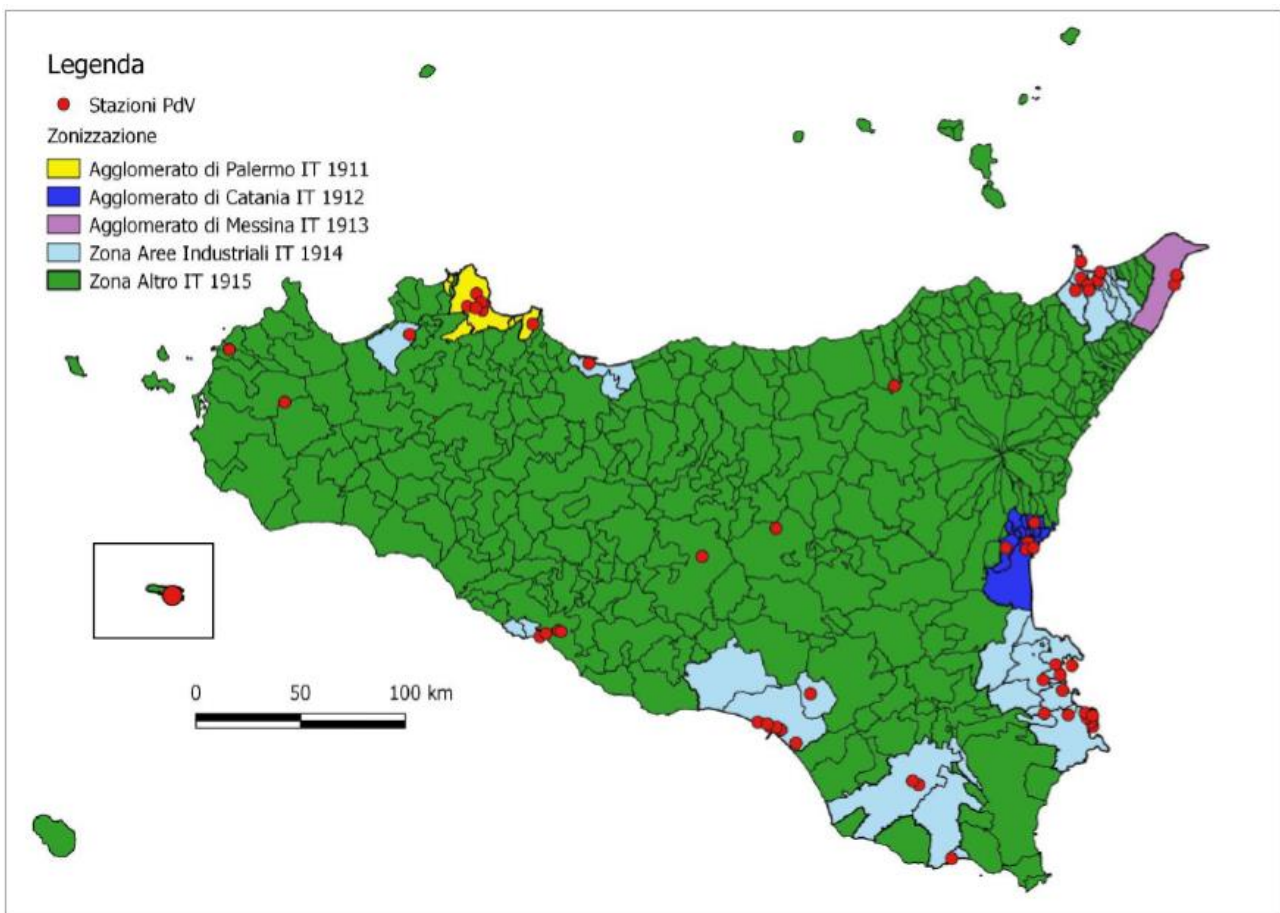 Legenda
Stazioni PdV
Zonizzazione
Agglomerato di Palermo IT 1911
Agglomerato di Catania IT 1912
Agglomerato di Messina IT 1913
Zona Aree Industriali IT 1914
Zona Altro IT 1915
0 50 100 km